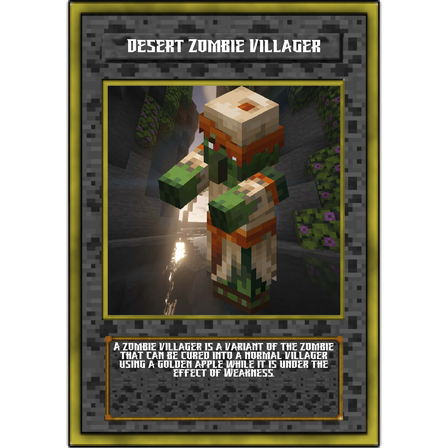 Desert Zombie Villager
A zombie villager is a variant of the zombie
that can be cured into a normal villager
using a golden apple while it is under the
effect of Weakness.